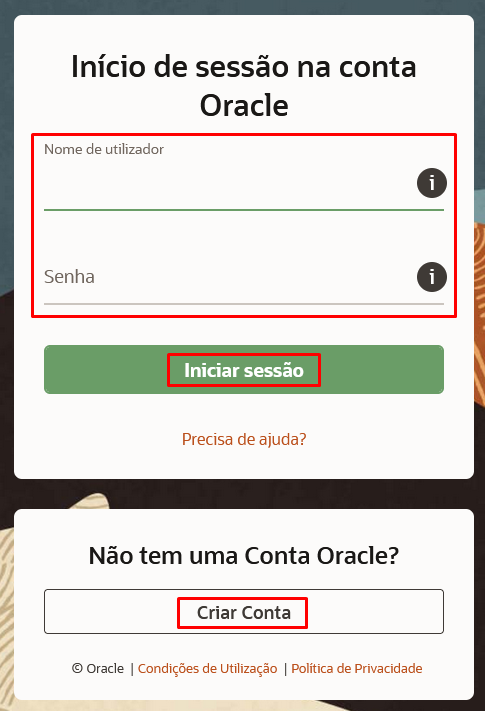 Início de sessão na conta
Oracle
Nome de utilizador
i
Senha
i
Iniciar sessão
Precisa de ajuda?
Não tem uma Conta Oracle?
Criar Conta
© Oracle | Condições de Utilização | Política de Privacidade